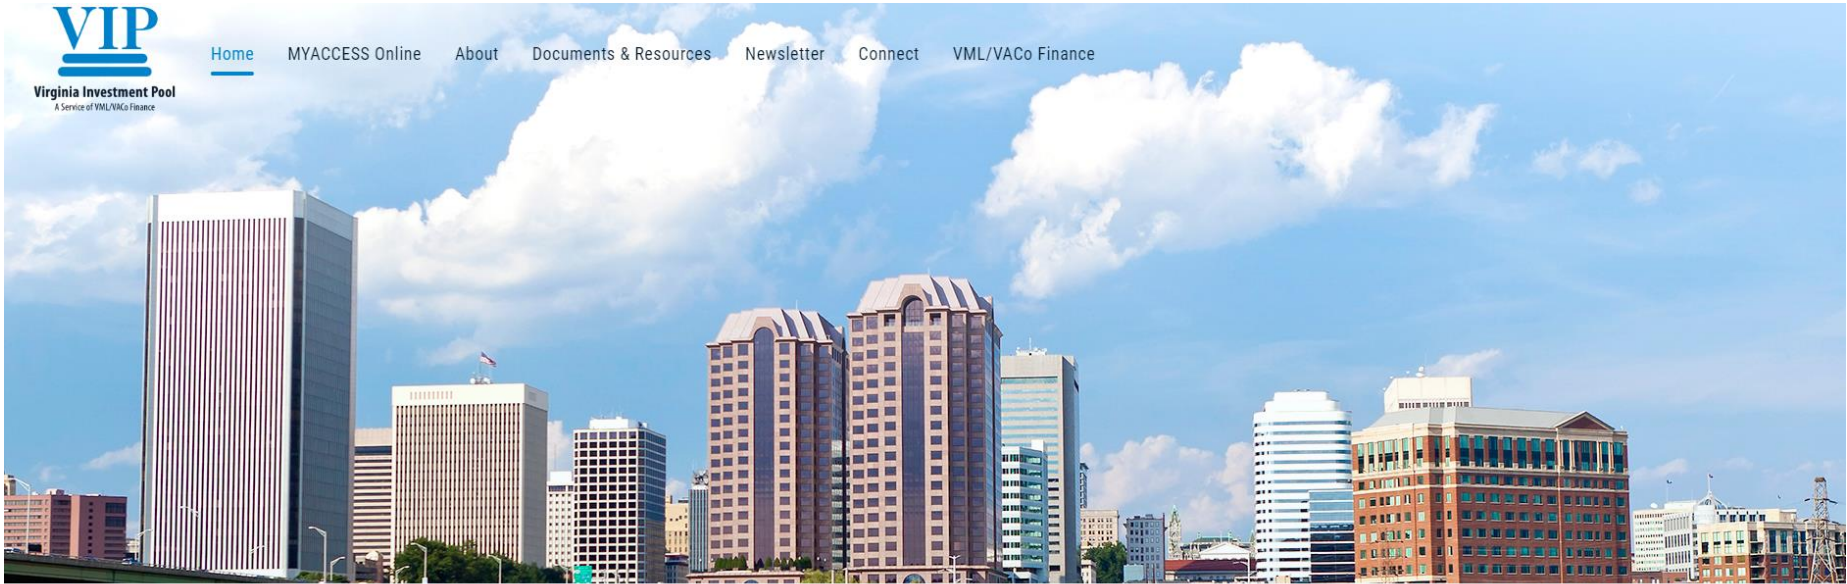 VIP
Virginia Investment Pool
A Service of VML/VACo Finance
Home MYACCESS Online About Documents & Resources Newsletter Connect VML/VACo Finance